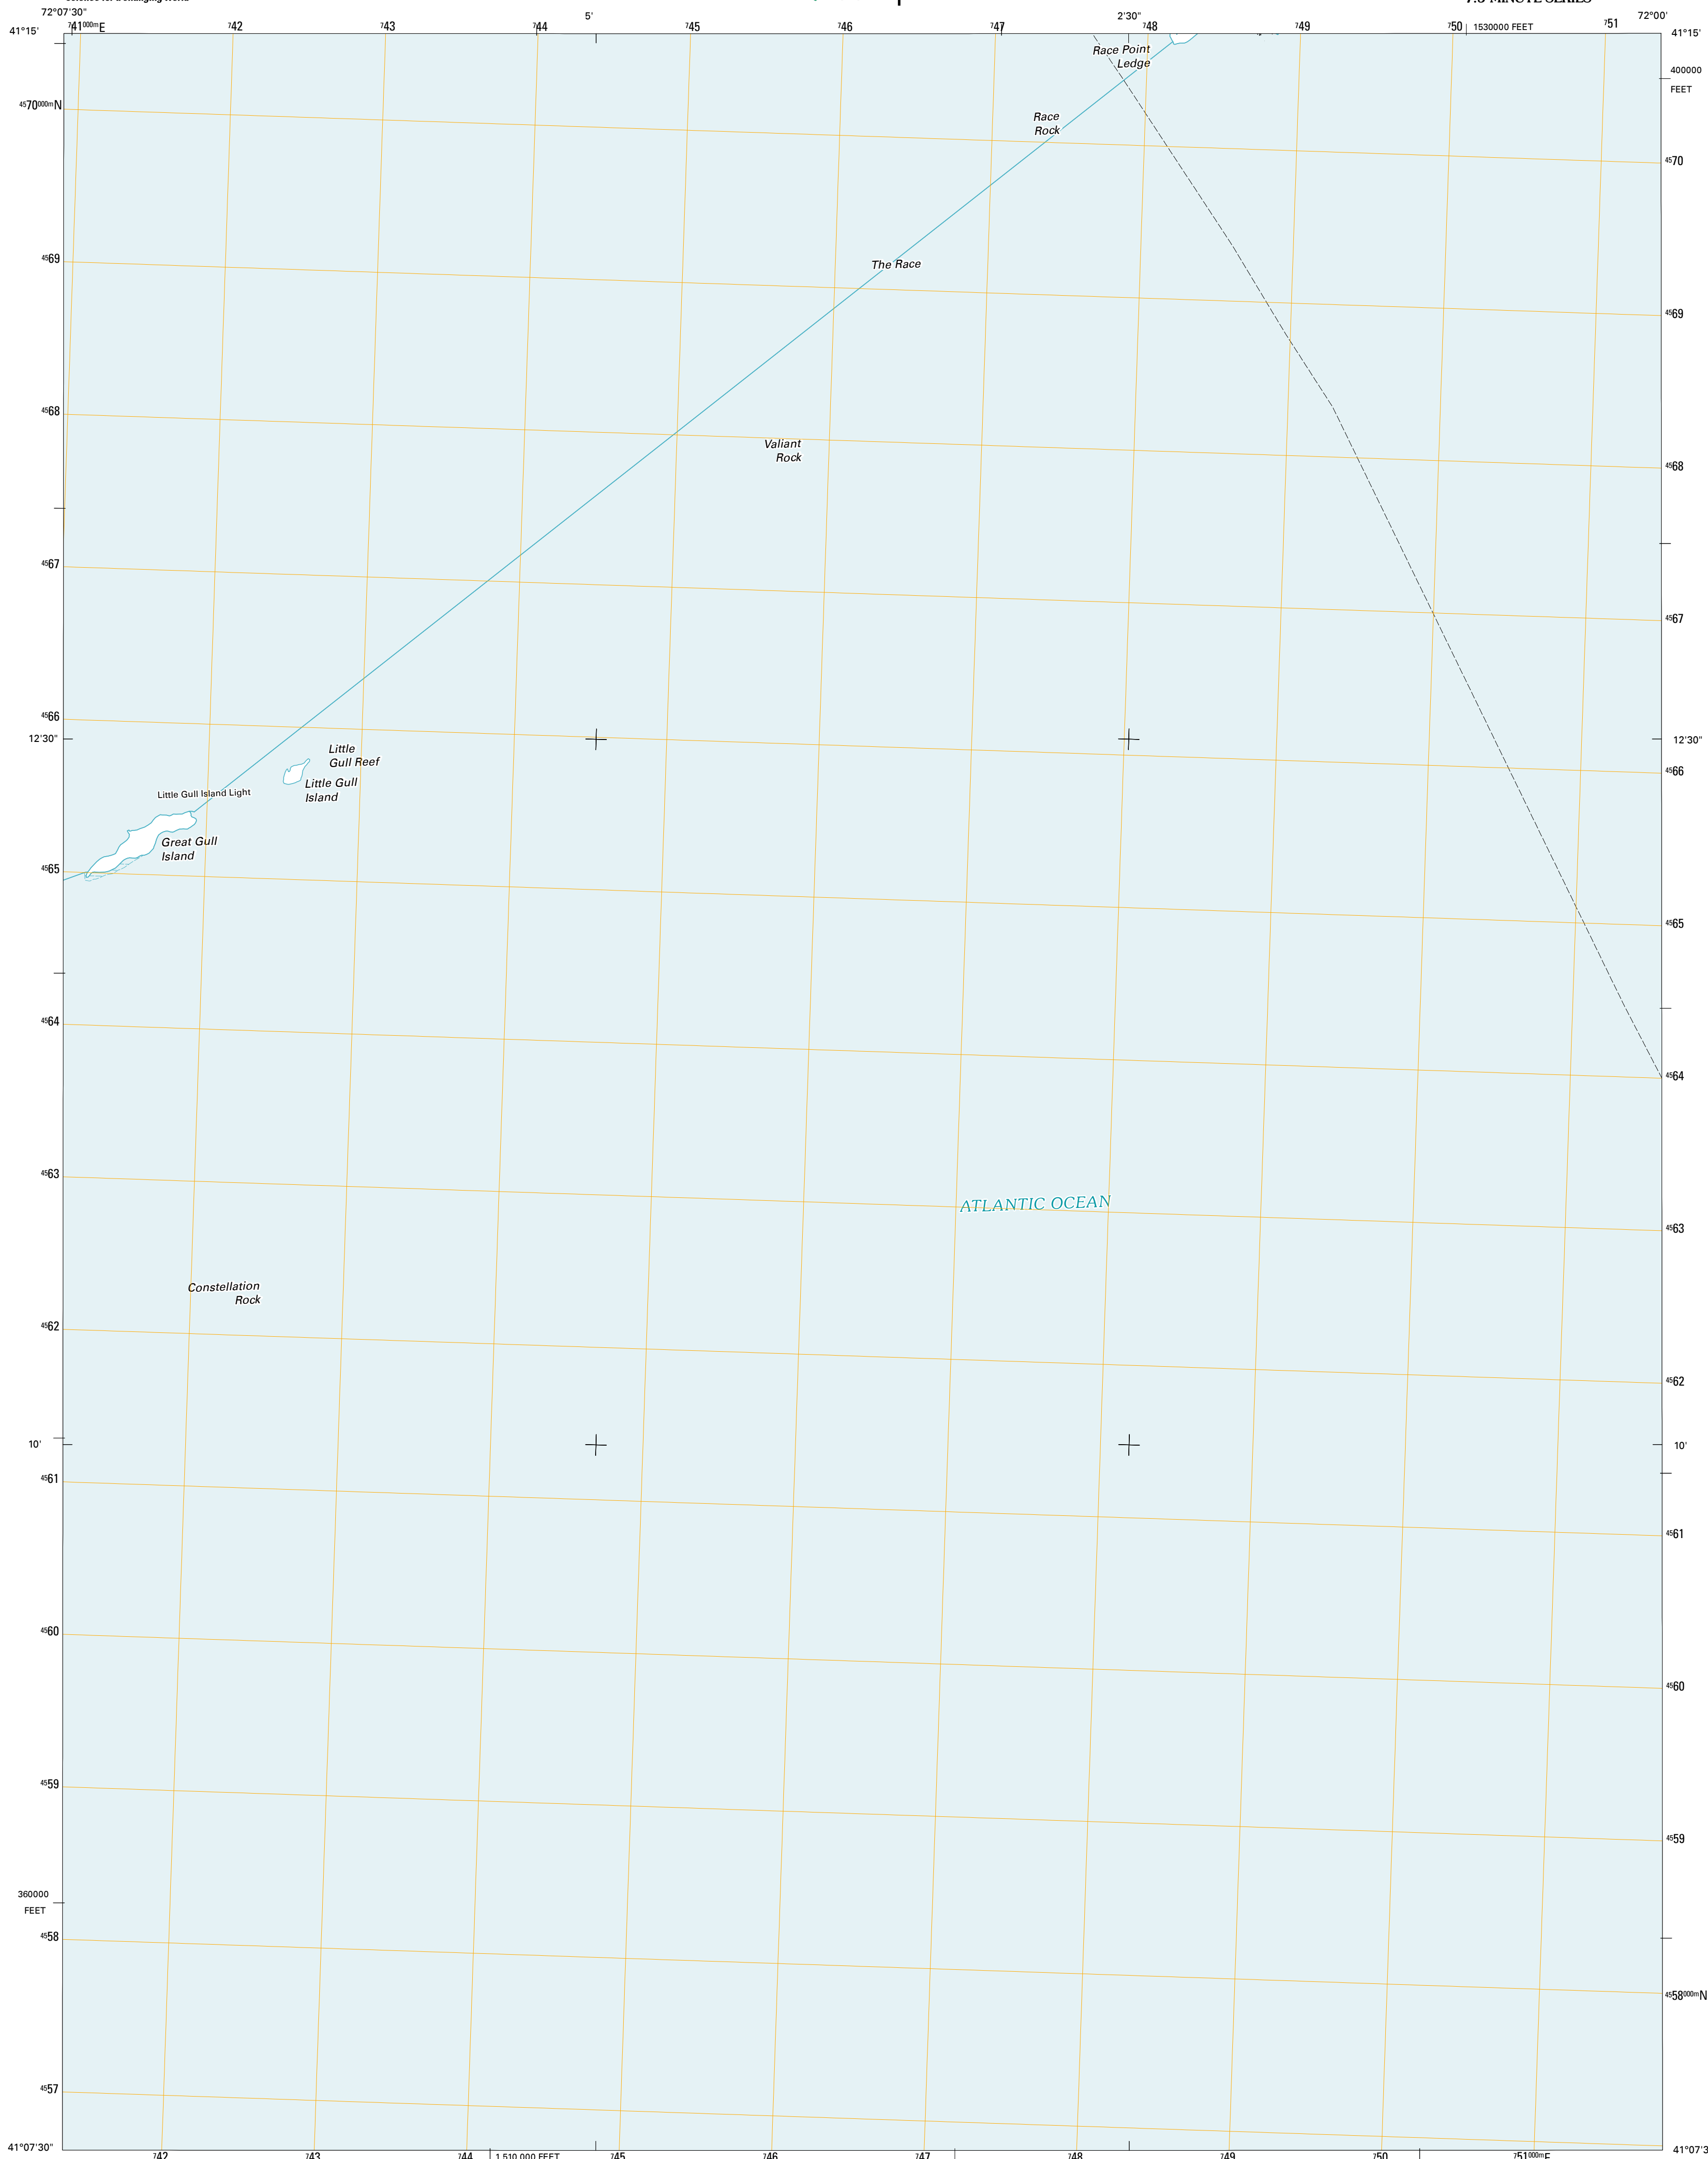 72°07'30"
5'
2'30"
72°00'
741000mE
742
743
744
745
746
747
748
749
750
1530000 FEET
751
41°15'
41°15'
Race Point
Ledge
400000
FEET
4570000mN
Race
Rock
4570
4569
The Race
4569
4568
Valiant
Rock
4568
4567
4567
4566
12'30"
12'30"
Little
Gull Reef
4566
Little Gull
Island
Little Gull Island Light
Great Gull
Island
4565
4565
4564
4564
4563
ATLANTIC OCEAN
4563
Constellation
Rock
4562
4562
10'
10'
4561
4561
4560
4560
4559
4559
360000
FEET
4558
4558000mN
4557
41°07'30"
41°07'3
742
743
744
1 510 000 FEET
745
746
747
748
749
750
751000mE